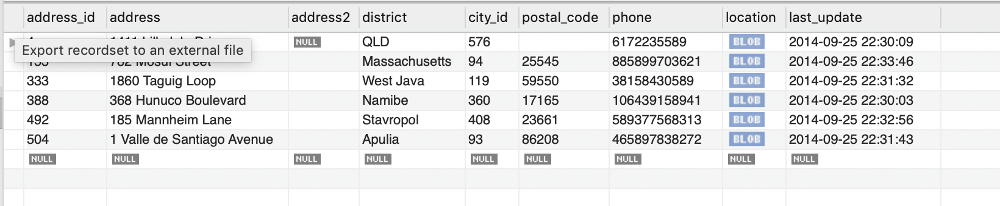 address_id address address2 district city_id postal_code phone location last_update
NULL QLD 576 6172235589 BLOB 2014-09-25 22:30:09
Export recordset to an external file
Massachusetts 94 25545 885899703621 BLOB 2014-09-25 22:33:46
333 1860 Taguig Loop West Java 119 59550 38158430589 BLOB 2014-09-25 22:31:32
388 368 Hunuco Boulevard Namibe 360 17165 106439158941 BLOB 2014-09-25 22:30:03
492 185 Mannheim Lane Stavropol 408 23661 589377568313 BLOB 2014-09-25 22:32:56
504 1 Valle de Santiago Avenue Apulia 93 86208 465897838272 BLOB 2014-09-25 22:31:43
NULL NULL NULL NULL NULL NULL NULL NULL NULL